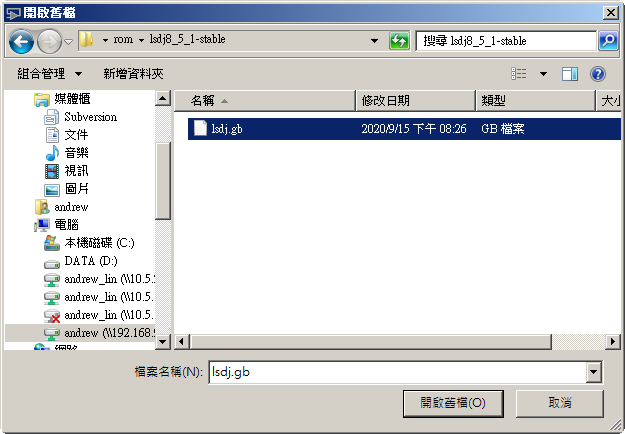 開啟舊檔
rom lsdj8_5_1-stable
搜尋 lsdj8_5_1-stable
組合管理 新增資料夾
媒體櫃
Subversion
文件
音樂
視訊
圖片
andrew
電腦
本機磁碟 (C:)
DATA (D:)
andrew_lin (\\10.5.
andrew_lin (\\10.5.
andrew_lin (\\10.5.
andrew (\\192.168.
網路
名稱 修改日期 類型 大小
lsdj.gb 2020/9/15 下午 08:26 GB 檔案
檔案名稱(N): lsdj.gb
開啟舊檔(O) 取消